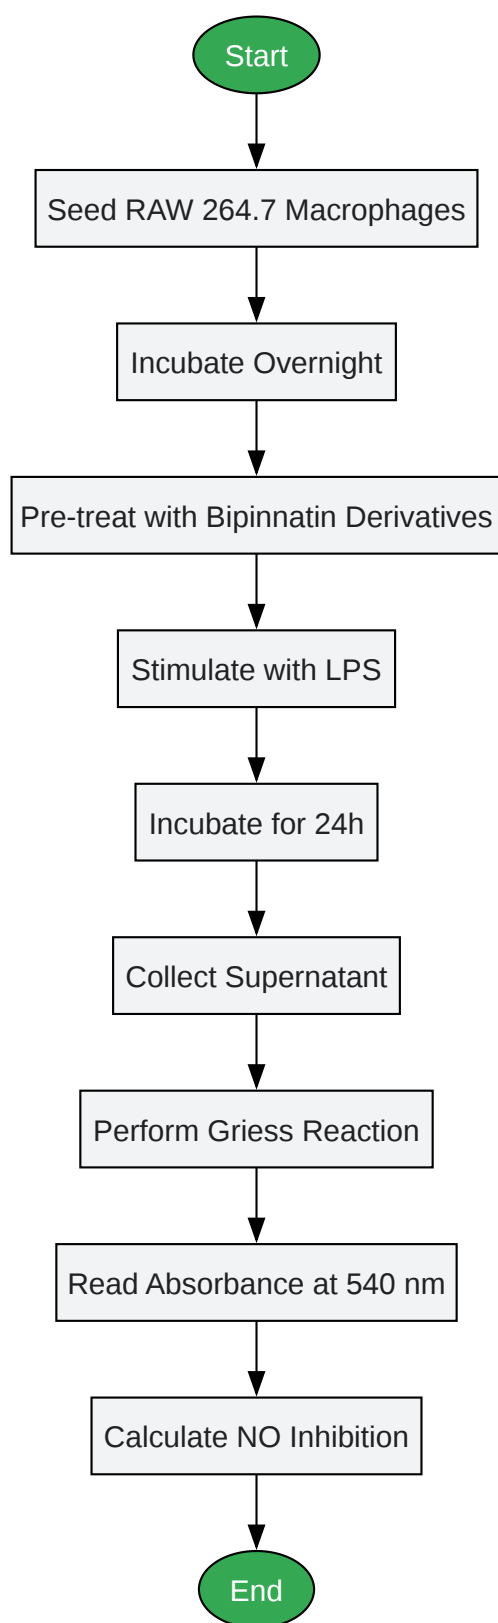 Start
Seed RAW 264.7 Macrophages
Incubate Overnight
Pre-treat with Bipinnatin Derivatives
Stimulate with LPS
Incubate for 24h
Collect Supernatant
Perform Griess Reaction
Read Absorbance at 540 nm
Calculate NO Inhibition
End